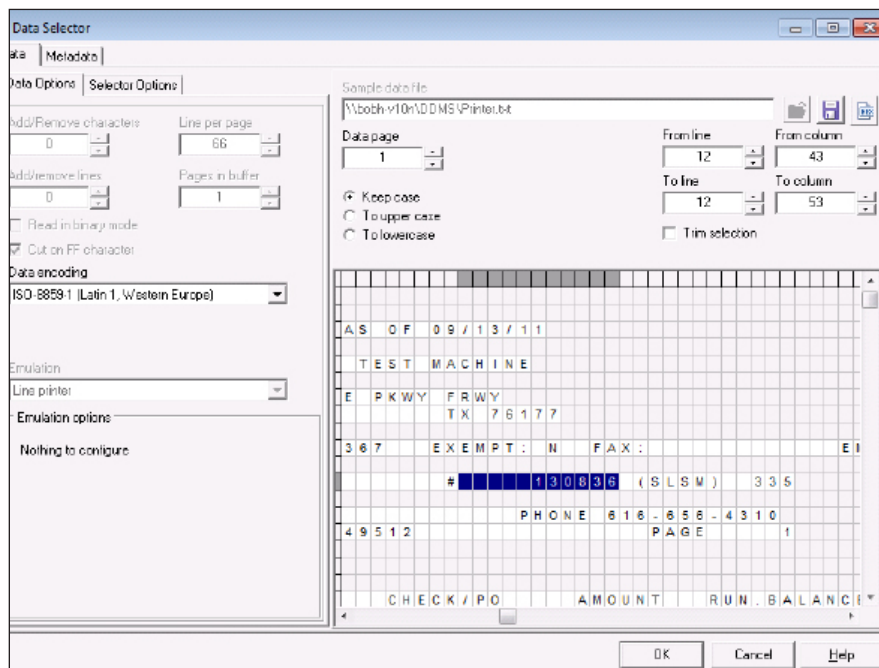 Data Selector
ata Metadata
Data Options Selector Options
Add/Remove characters Line per page
0 66
Add/remove lines Pages in buffer
0 1
Read in binary mode
Cut on FF character
Data encoding
ISO-8859-1 (Latin 1, Western Europe)
Emulation
Line printer
Emulation options
Nothing to configure
Sample data file
\\bobh-v10n\DDMS\Printer.txt
Data page
1
From line From column
12 43
To line To column
12 53
Keep case
To upper case
To lowercase
Trim selection
AS OF 09/13/11
TEST MACHINE
E PKWY FRWY
TX 76177
367 EXEMPT: N FAX: E
#130836 (SLSM) 335
PHONE 616-656-4310
49512 PAGE 1
CHECK/PO AMOUNT RUN.BALANCE
OK Cancel Help